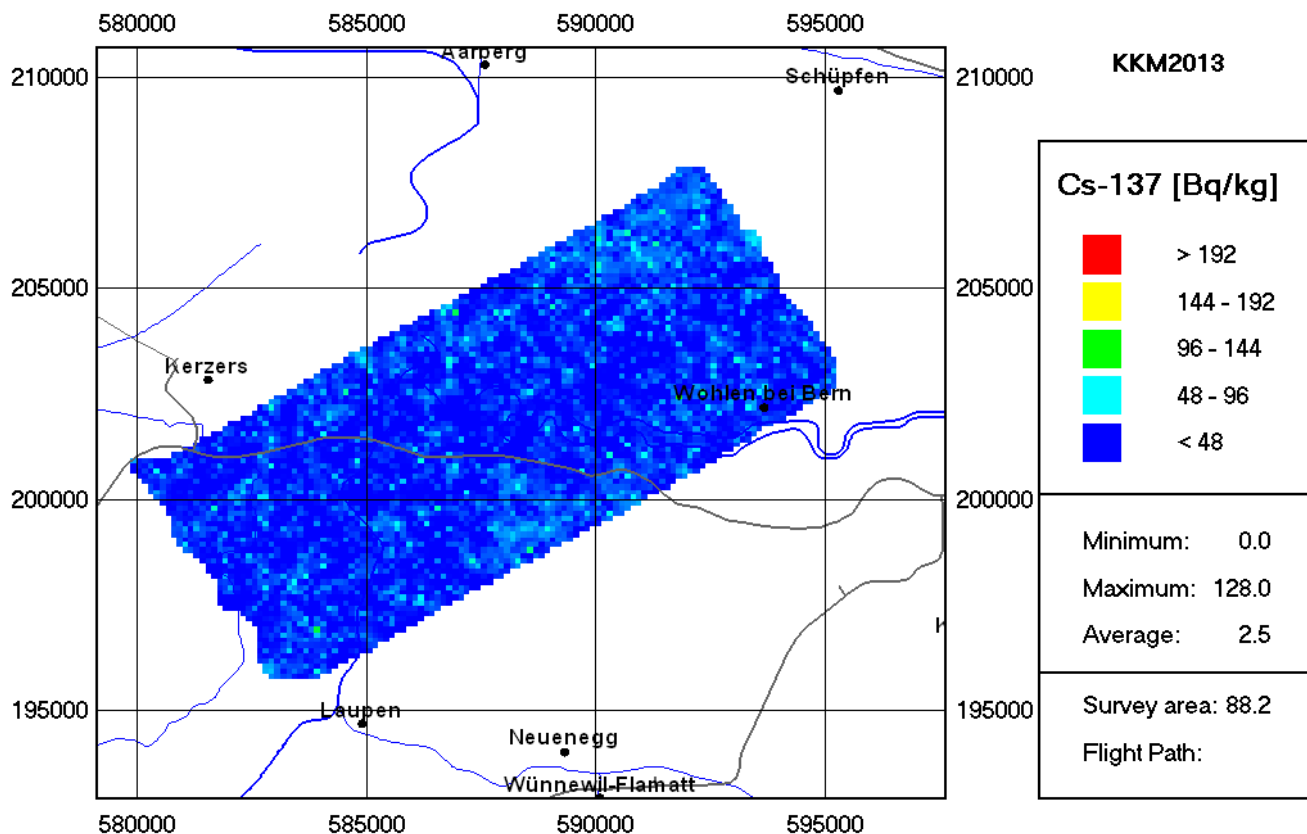 580000 585000 590000 595000
Aarberg
210000 210000
Schüpfen
205000 205000
Kerzers
Wohlen bei Bern
200000 200000
K
195000 195000
Laupen
Neuenegg
Wünnewil-Flamatt
580000 585000 590000 595000
KKM2013
Cs-137 [Bq/kg]
> 192
144 - 192
96 - 144
48 - 96
< 48
Minimum: 0.0
Maximum: 128.0
Average: 2.5
Survey area: 88.2
Flight Path: